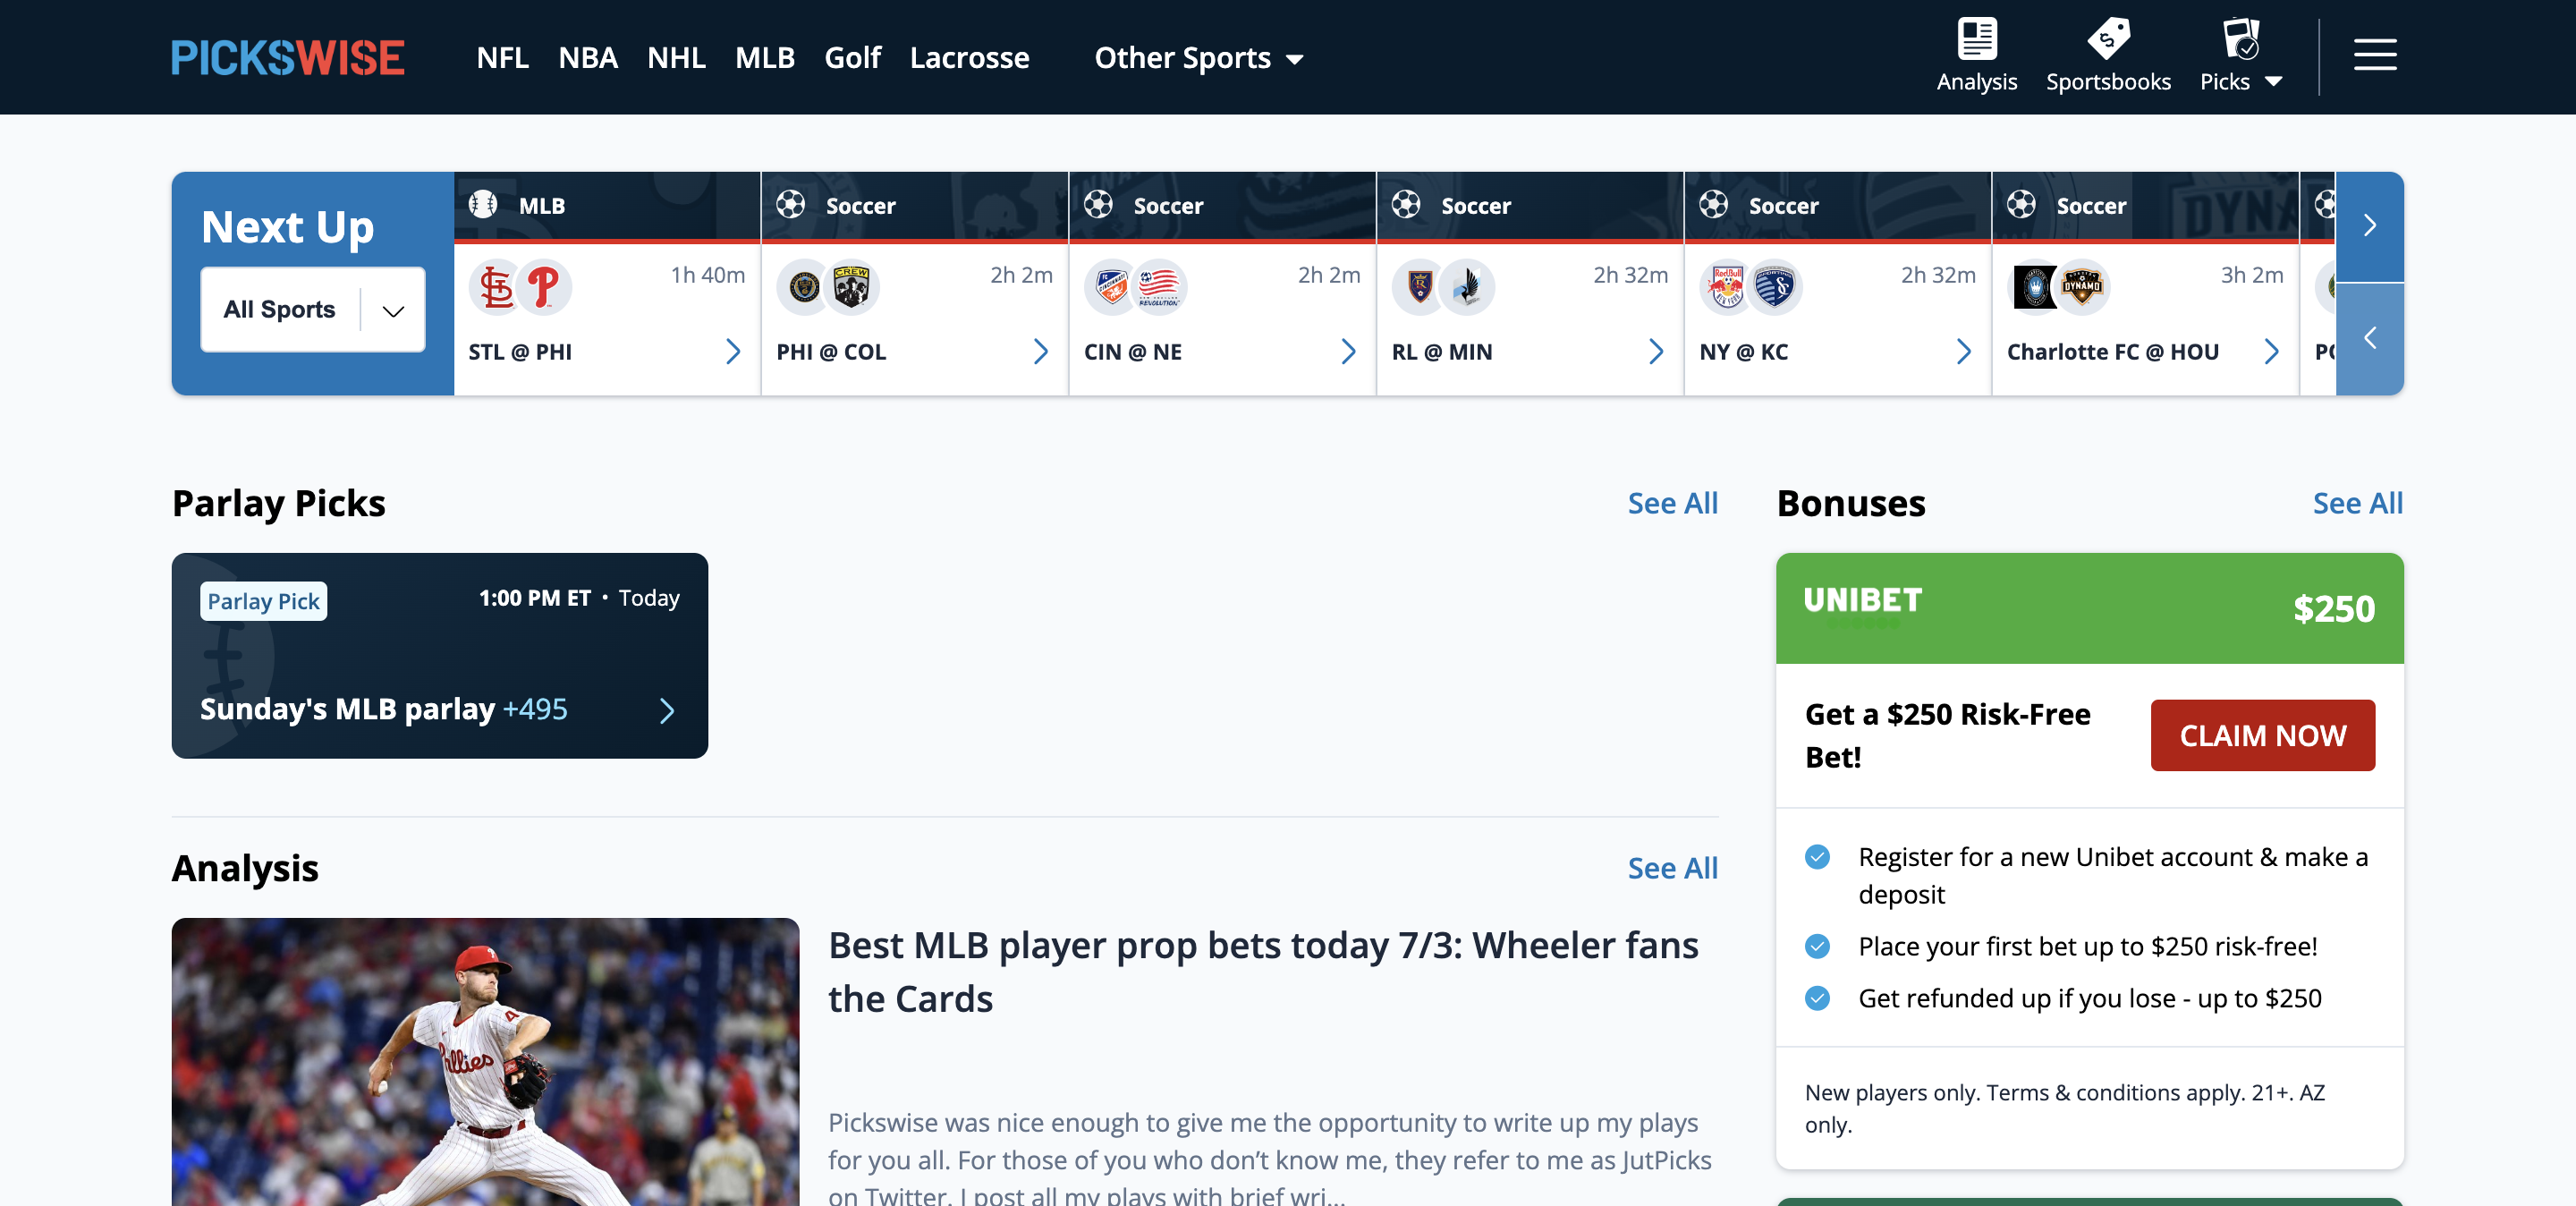 PICKSWISE
NFL NBA NHL MLB Golf Lacrosse Other Sports
Analysis Sportsbooks Picks
Next Up
All Sports
MLB
1h 40m
STL @ PHI
Soccer
CREW
2h 2m
PHI @ COL
Soccer
2h 2m
CIN @ NE
Soccer
2h 32m
RL @ MIN
Soccer
2h 32m
NY @ KC
Soccer
3h 2m
Charlotte FC @ HOU
Parlay Picks
See All
Parlay Pick
1:00 PM ET • Today
Sunday's MLB parlay +495
Analysis
See All
Phillies
Best MLB player prop bets today 7/3: Wheeler fans
the Cards
Pickswise was nice enough to give me the opportunity to write up my plays
for you all. For those of you who don’t know me, they refer to me as JutPicks
on Twitter. I post all my plays with brief wri...
Bonuses
See All
UNIBET
$250
Get a $250 Risk-Free
Bet!
CLAIM NOW
Register for a new Unibet account & make a
deposit
Place your first bet up to $250 risk-free!
Get refunded up if you lose - up to $250
New players only. Terms & conditions apply. 21+. AZ
only.